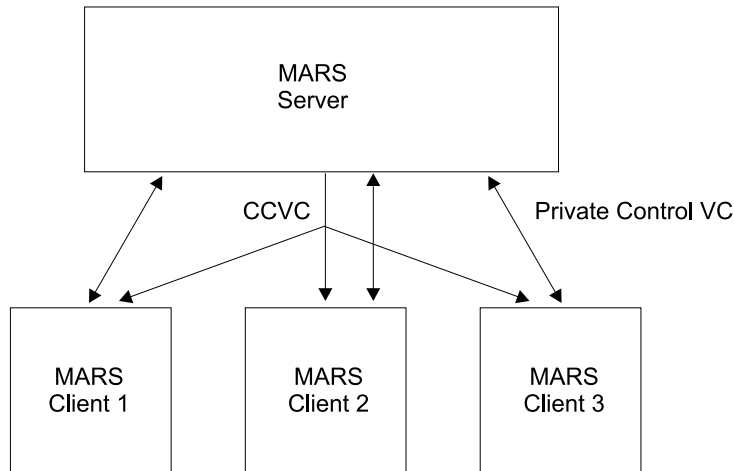 MARS
Server
CCVC
Private Control VC
MARS
Client 1
MARS
Client 2
MARS
Client 3